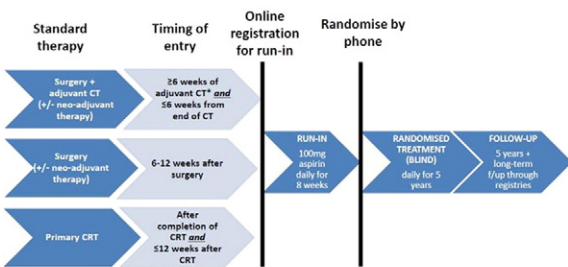 Standard
therapy
Timing of
entry
Online
registration
for run-in
Randomise by
phone
Surgery +
adjuvant CT
(+/- neo-adjuvant
therapy)
≥6 weeks of
adjuvant CT* and
≤6 weeks from
end of CT
Surgery
(+/- neo-adjuvant
therapy)
6-12 weeks after
surgery
RUN-IN
100mg
aspirin
daily for
8 weeks
RANDOMISED
TREATMENT
(BLIND)
daily for 5
years
FOLLOW-UP
5 years +
long-term
f/up through
registries
Primary CRT
After
completion of
CRT and
≤12 weeks after
CRT